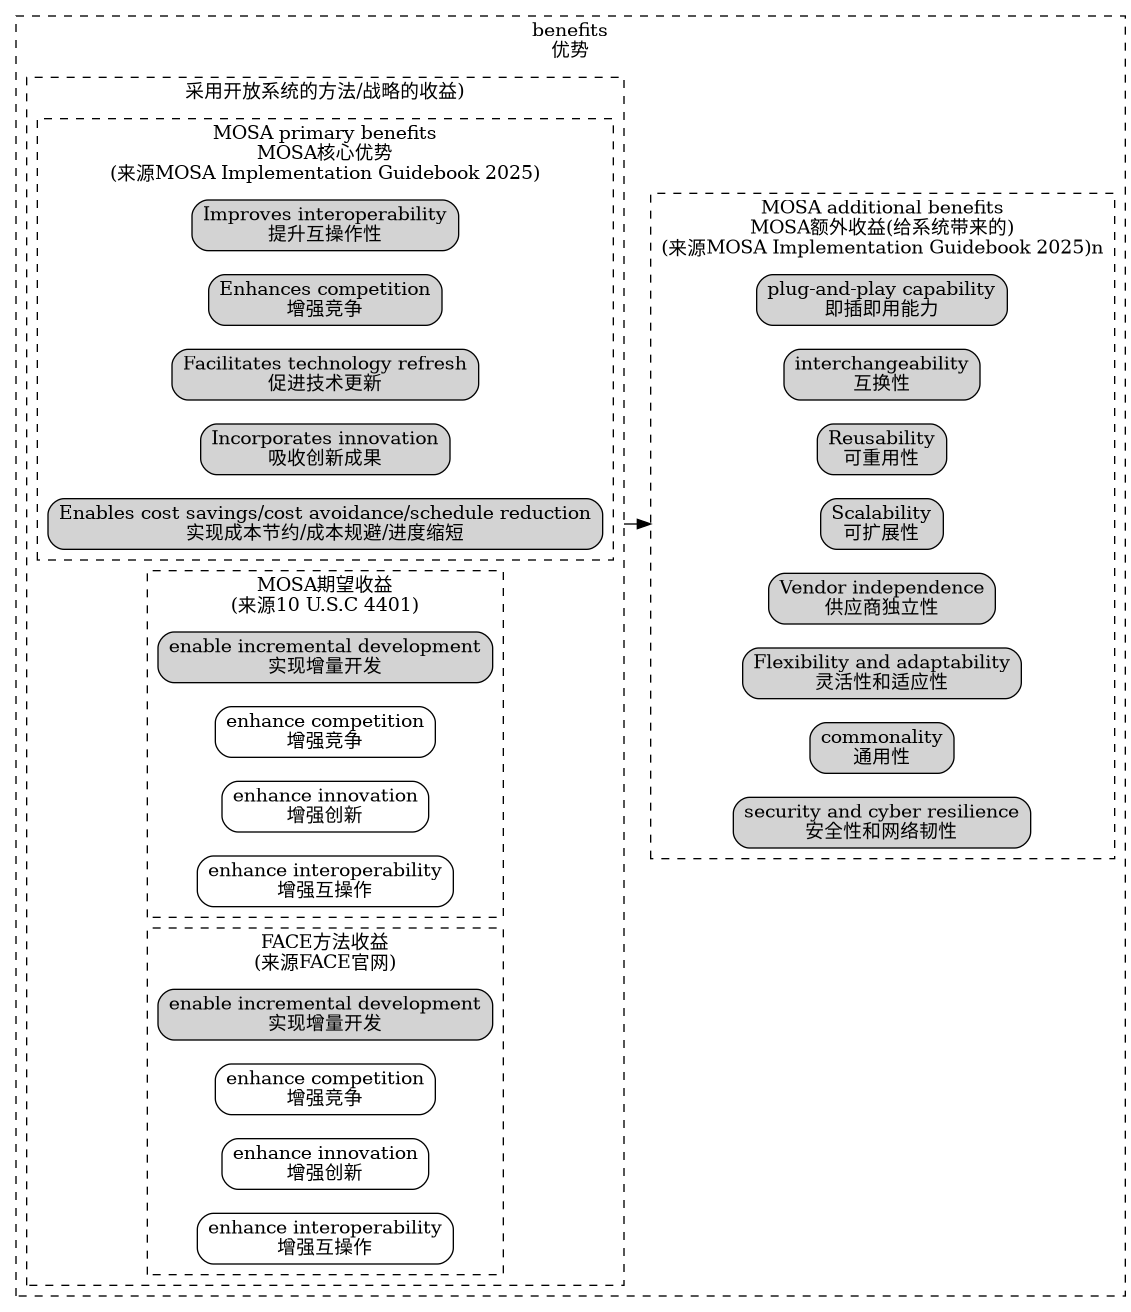 benefits
优势
采用开放系统的方法/战略的收益)
MOSA primary benefits
MOSA核心优势
(来源MOSA Implementation Guidebook 2025)
Improves interoperability
提升互操作性
Enhances competition
增强竞争
Facilitates technology refresh
促进技术更新
Incorporates innovation
吸收创新成果
Enables cost savings/cost avoidance/schedule reduction
实现成本节约/成本规避/进度缩短
MOSA期望收益
(来源10 U.S.C 4401)
enable incremental development
实现增量开发
enhance competition
增强竞争
enhance innovation
增强创新
enhance interoperability
增强互操作
FACE方法收益
(来源FACE官网)
enable incremental development
实现增量开发
enhance competition
增强竞争
enhance innovation
增强创新
enhance interoperability
增强互操作
MOSA additional benefits
MOSA额外收益(给系统带来的)
(来源MOSA Implementation Guidebook 2025)n
plug-and-play capability
即插即用能力
interchangeability
互换性
Reusability
可重用性
Scalability
可扩展性
Vendor independence
供应商独立性
Flexibility and adaptability
灵活性和适应性
commonality
通用性
security and cyber resilience
安全性和网络韧性